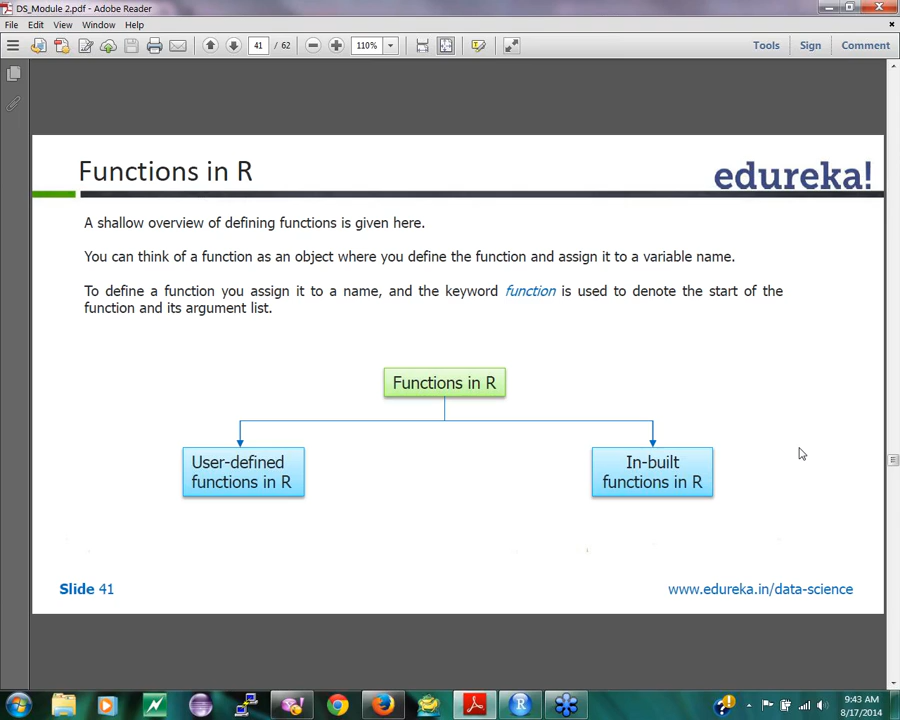 DS_Module 2.pdf - Adobe Reader
File Edit View Window Help
41 / 62 110% Tools Sign Comment
Functions in R
edureka!
A shallow overview of defining functions is given here.
You can think of a function as an object where you define the function and assign it to a variable name.
To define a function you assign it to a name, and the keyword function is used to denote the start of the
function and its argument list.
Functions in R
User-defined
functions in R
In-built
functions in R
Slide 41
www.edureka.in/data-science
9:43 AM
8/17/2014